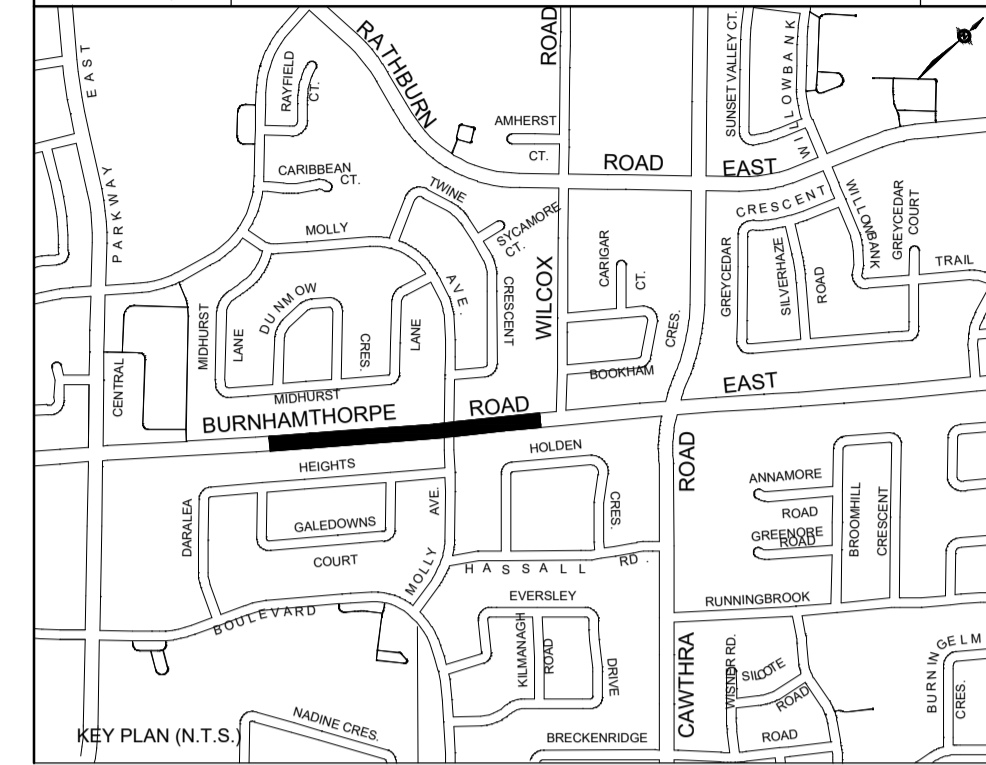 EAST
PARKWAY
RATHBURN
ROAD
RAYFIELD
CT.
AMHERST
CT.
ROAD
EAST
SUNSET VALLEY CT.
WILLOWBANK
CARIBBEAN
CT.
TWINE
SYCAMORE
CT.
MOLLY
AVE.
CRESCENT
WILCOX
CARIGAR
CT.
CRES.
BOOKHAM
CRESCENT
GREYCEDAR
SILVERHAZE
ROAD
WILLOWBANK
GREYCEDAR
COURT
TRAIL
DUNMOW
CRES.
MIDHURST
LANE
LANE
MIDHURST
CENTRAL
BURNHAMTHORPE
ROAD
EAST
HEIGHTS
DARALEA
GALEDOWNS
COURT
AVE.
MOLLY
HOLDEN
CRES.
HASSALL
RD.
ROAD
ANNAMORE
ROAD
GREENORE
ROAD
BROOMHILL
CRESCENT
RUNNINGBROOK
BOULEVARD
EVERSLEY
KILMANAGH
ROAD
DRIVE
CAWTHRA
WISNER RD.
SILCOTE
ROAD
ROAD
BURNINGELM
CRES.
NADINE CRES.
BRECKENRIDGE
KEY PLAN (N.T.S.)